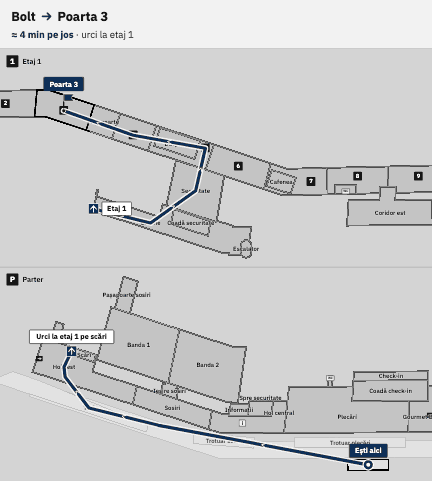 Bolt → Poarta 3
≈ 4 min pe jos · urci la etaj 1
1 Etaj 1
Poarta 3
2
6
Cafenea
7
8
9
Securitate
Etaj 1
Coadă securitate
Coridor est
Escalator
P Parter
Pașapoarte sosiri
Urci la etaj 1 pe scări
Banda 1
Scări
Banda 2
Hol vest
Ieșire sosiri
Spre securitate
Check-in
Coadă check-in
Sosiri
Informații
Hol central
Plecări
Gourmet
Trotuar plecări
Ești aici